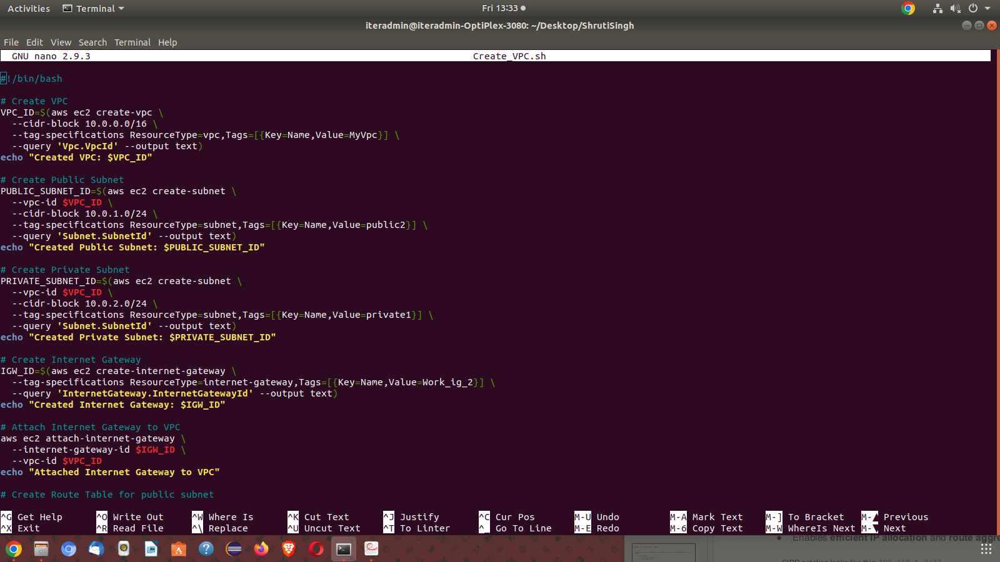 Activities Terminal Fri 13:33
iteradmin@iteradmin-OptiPlex-3080: ~/Desktop/ShrutiSingh
File Edit View Search Terminal Help
GNU nano 2.9.3 Create_VPC.sh
#!/bin/bash
# Create VPC
VPC_ID=$(aws ec2 create-vpc \
--cidr-block 10.0.0.0/16 \
--tag-specifications ResourceType=vpc,Tags=[{Key=Name,Value=MyVpc}] \
--query 'Vpc.VpcId' --output text)
echo "Created VPC: $VPC_ID"
# Create Public Subnet
PUBLIC_SUBNET_ID=$(aws ec2 create-subnet \
--vpc-id $VPC_ID \
--cidr-block 10.0.1.0/24 \
--tag-specifications ResourceType=subnet,Tags=[{Key=Name,Value=public2}] \
--query 'Subnet.SubnetId' --output text)
echo "Created Public Subnet: $PUBLIC_SUBNET_ID"
# Create Private Subnet
PRIVATE_SUBNET_ID=$(aws ec2 create-subnet \
--vpc-id $VPC_ID \
--cidr-block 10.0.2.0/24 \
--tag-specifications ResourceType=subnet,Tags=[{Key=Name,Value=private1}] \
--query 'Subnet.SubnetId' --output text)
echo "Created Private Subnet: $PRIVATE_SUBNET_ID"
# Create Internet Gateway
IGW_ID=$(aws ec2 create-internet-gateway \
--tag-specifications ResourceType=internet-gateway,Tags=[{Key=Name,Value=Work_ig_2}] \
--query 'InternetGateway.InternetGatewayId' --output text)
echo "Created Internet Gateway: $IGW_ID"
# Attach Internet Gateway to VPC
aws ec2 attach-internet-gateway \
--internet-gateway-id $IGW_ID \
--vpc-id $VPC_ID
echo "Attached Internet Gateway to VPC"
# Create Route Table for public subnet
^G Get Help ^O Write Out ^W Where Is ^K Cut Text ^J Justify ^C Cur Pos M-U Undo M-A Mark Text M-] To Bracket M-▲ Previous
^X Exit ^R Read File ^\ Replace ^U Uncut Text ^T To Linter ^_ Go To Line M-E Redo M-6 Copy Text M-W WhereIs Next M-▼ Next
Enables efficient IP allocation and route aggre